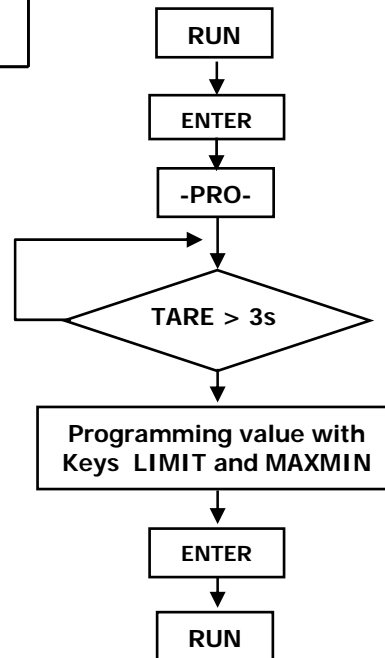 RUN
ENTER
-PRO-
TARE > 3s
Programming value with
Keys LIMIT and MAXMIN
ENTER
RUN